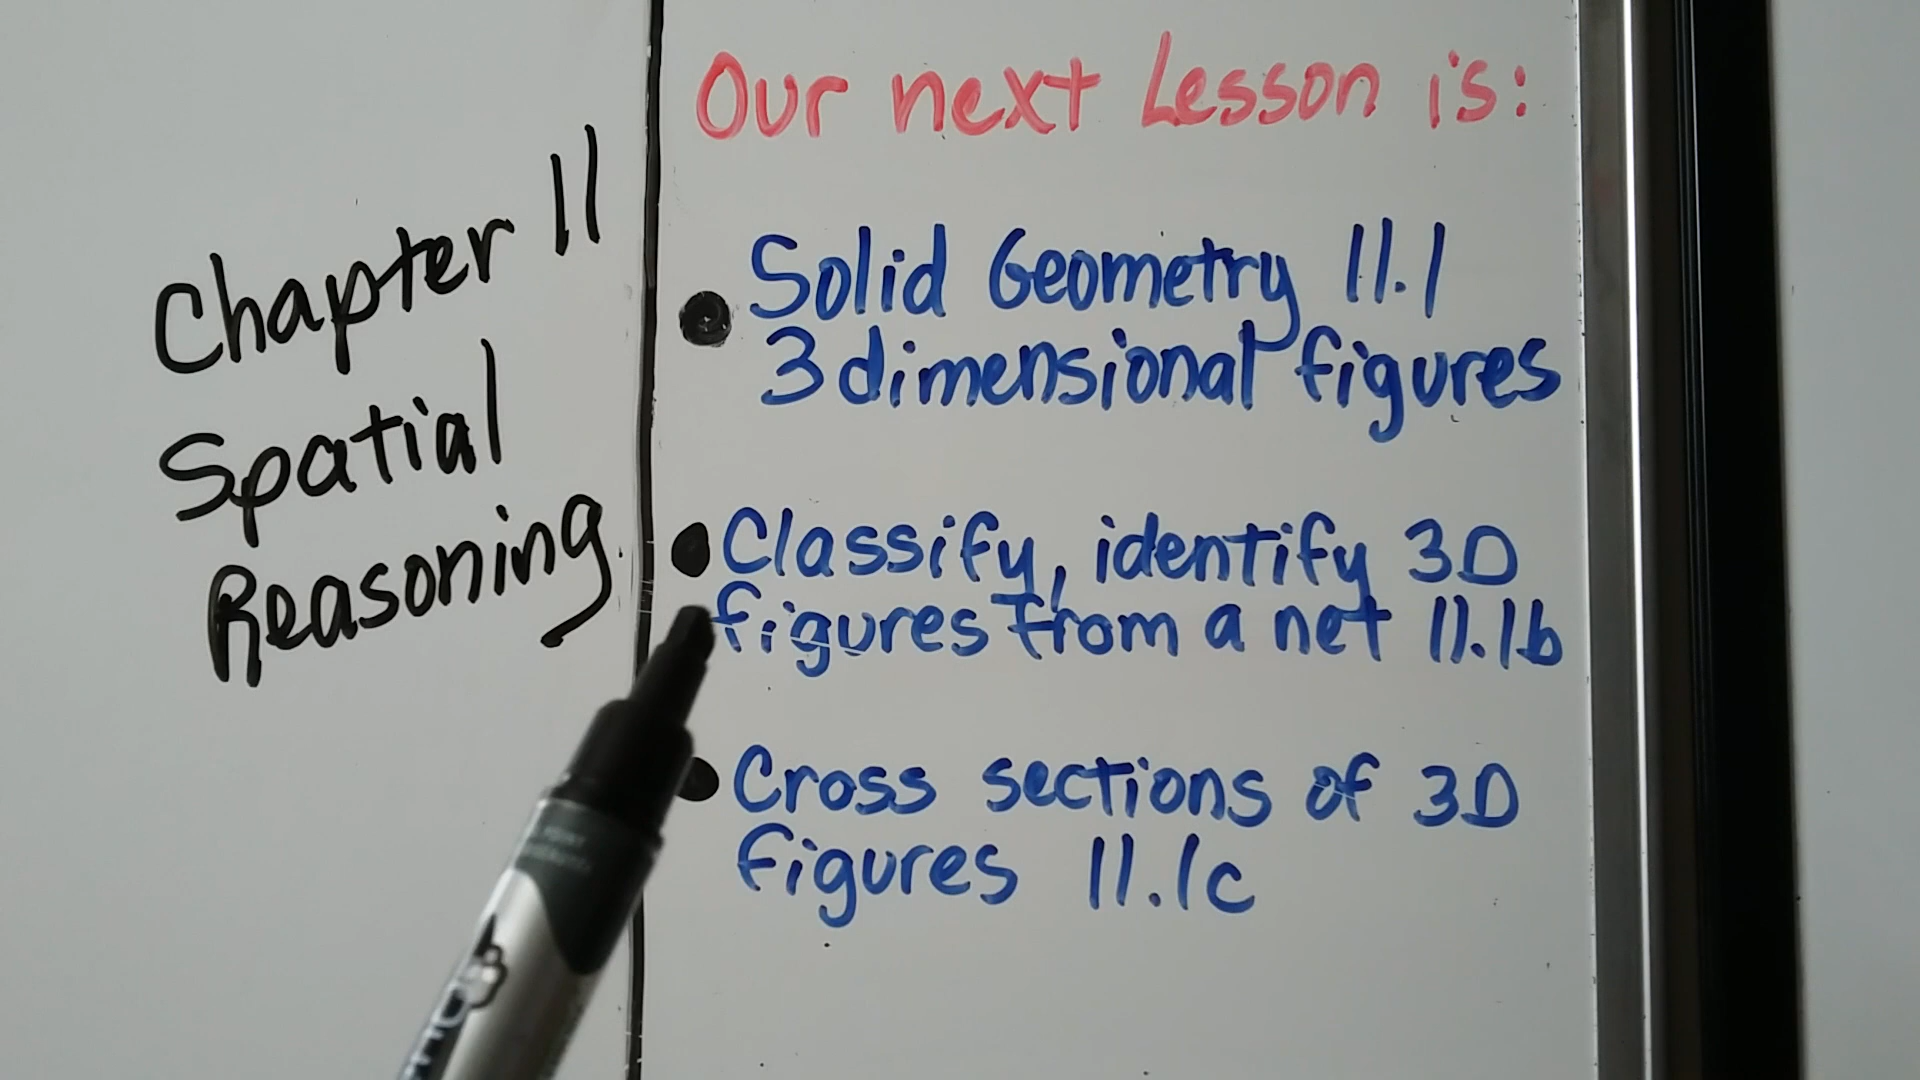 Chapter 11
Spatial
Reasoning
Our next Lesson is:
Solid Geometry 11.1
3 dimensional figures
Classify, identify 3D
figures from a net 11.1b
Cross sections of 3D
figures 11.1c